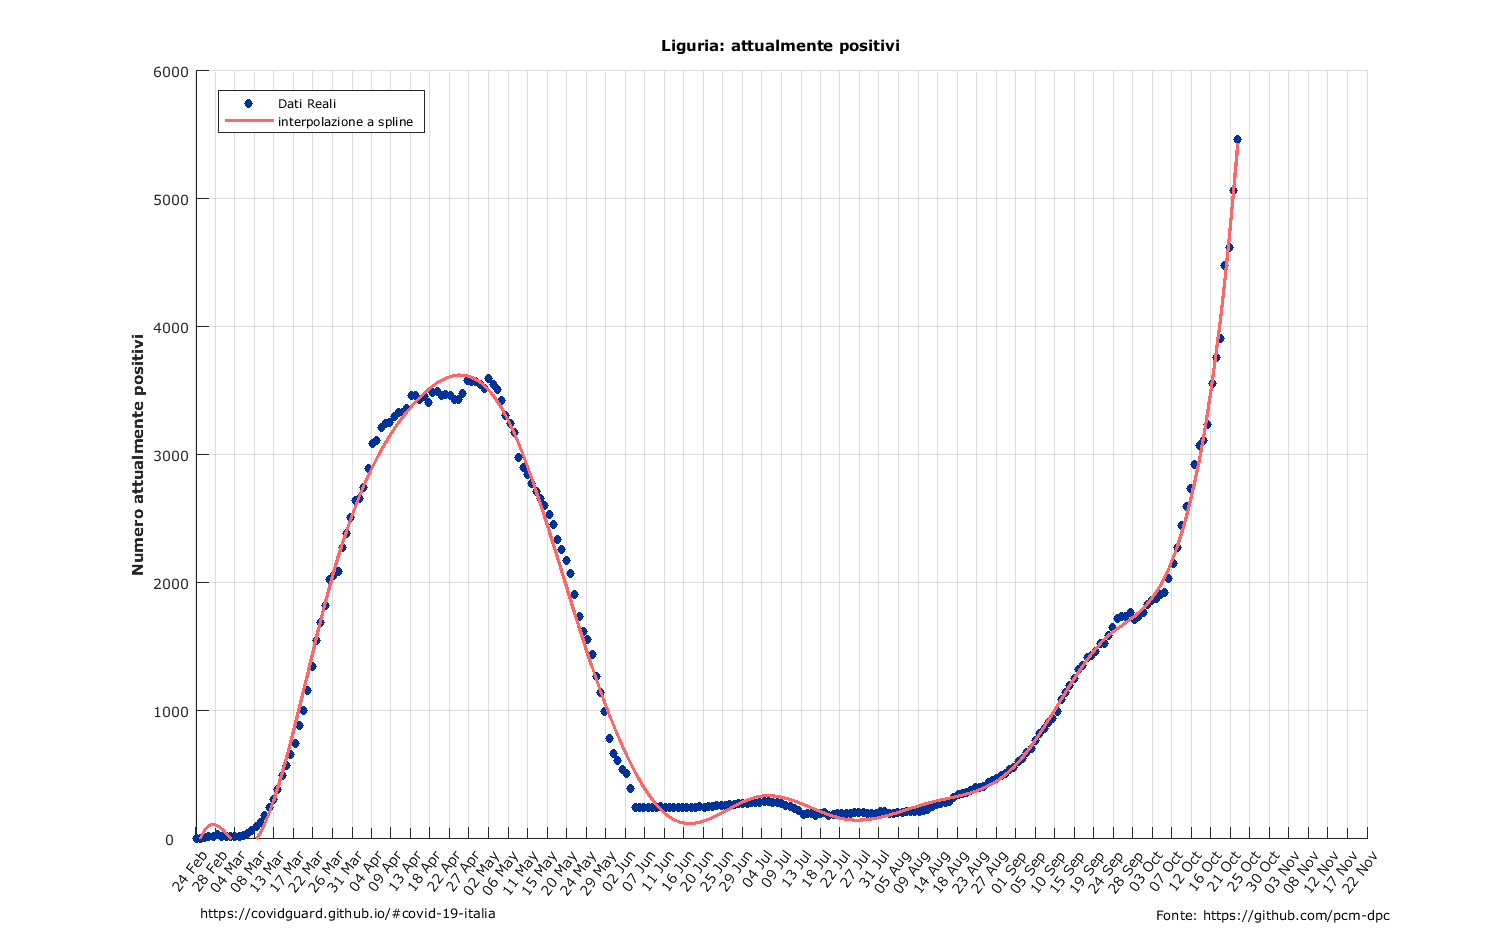 Liguria: attualmente positivi
6000
5000
4000
3000
2000
1000
0
Numero attualmente positivi
Dati Reali
interpolazione a spline
24 Feb
28 Feb
04 Mar
08 Mar
13 Mar
17 Mar
22 Mar
26 Mar
31 Mar
04 Apr
09 Apr
13 Apr
18 Apr
22 Apr
27 Apr
02 May
06 May
11 May
15 May
20 May
24 May
29 May
02 Jun
07 Jun
11 Jun
16 Jun
20 Jun
25 Jun
29 Jun
04 Jul
09 Jul
13 Jul
18 Jul
22 Jul
27 Jul
31 Jul
05 Aug
09 Aug
14 Aug
18 Aug
23 Aug
27 Aug
01 Sep
05 Sep
10 Sep
15 Sep
19 Sep
24 Sep
28 Sep
03 Oct
07 Oct
12 Oct
16 Oct
21 Oct
25 Oct
30 Oct
03 Nov
08 Nov
12 Nov
17 Nov
22 Nov
https://covidguard.github.io/#covid-19-italia
Fonte: https://github.com/pcm-dpc